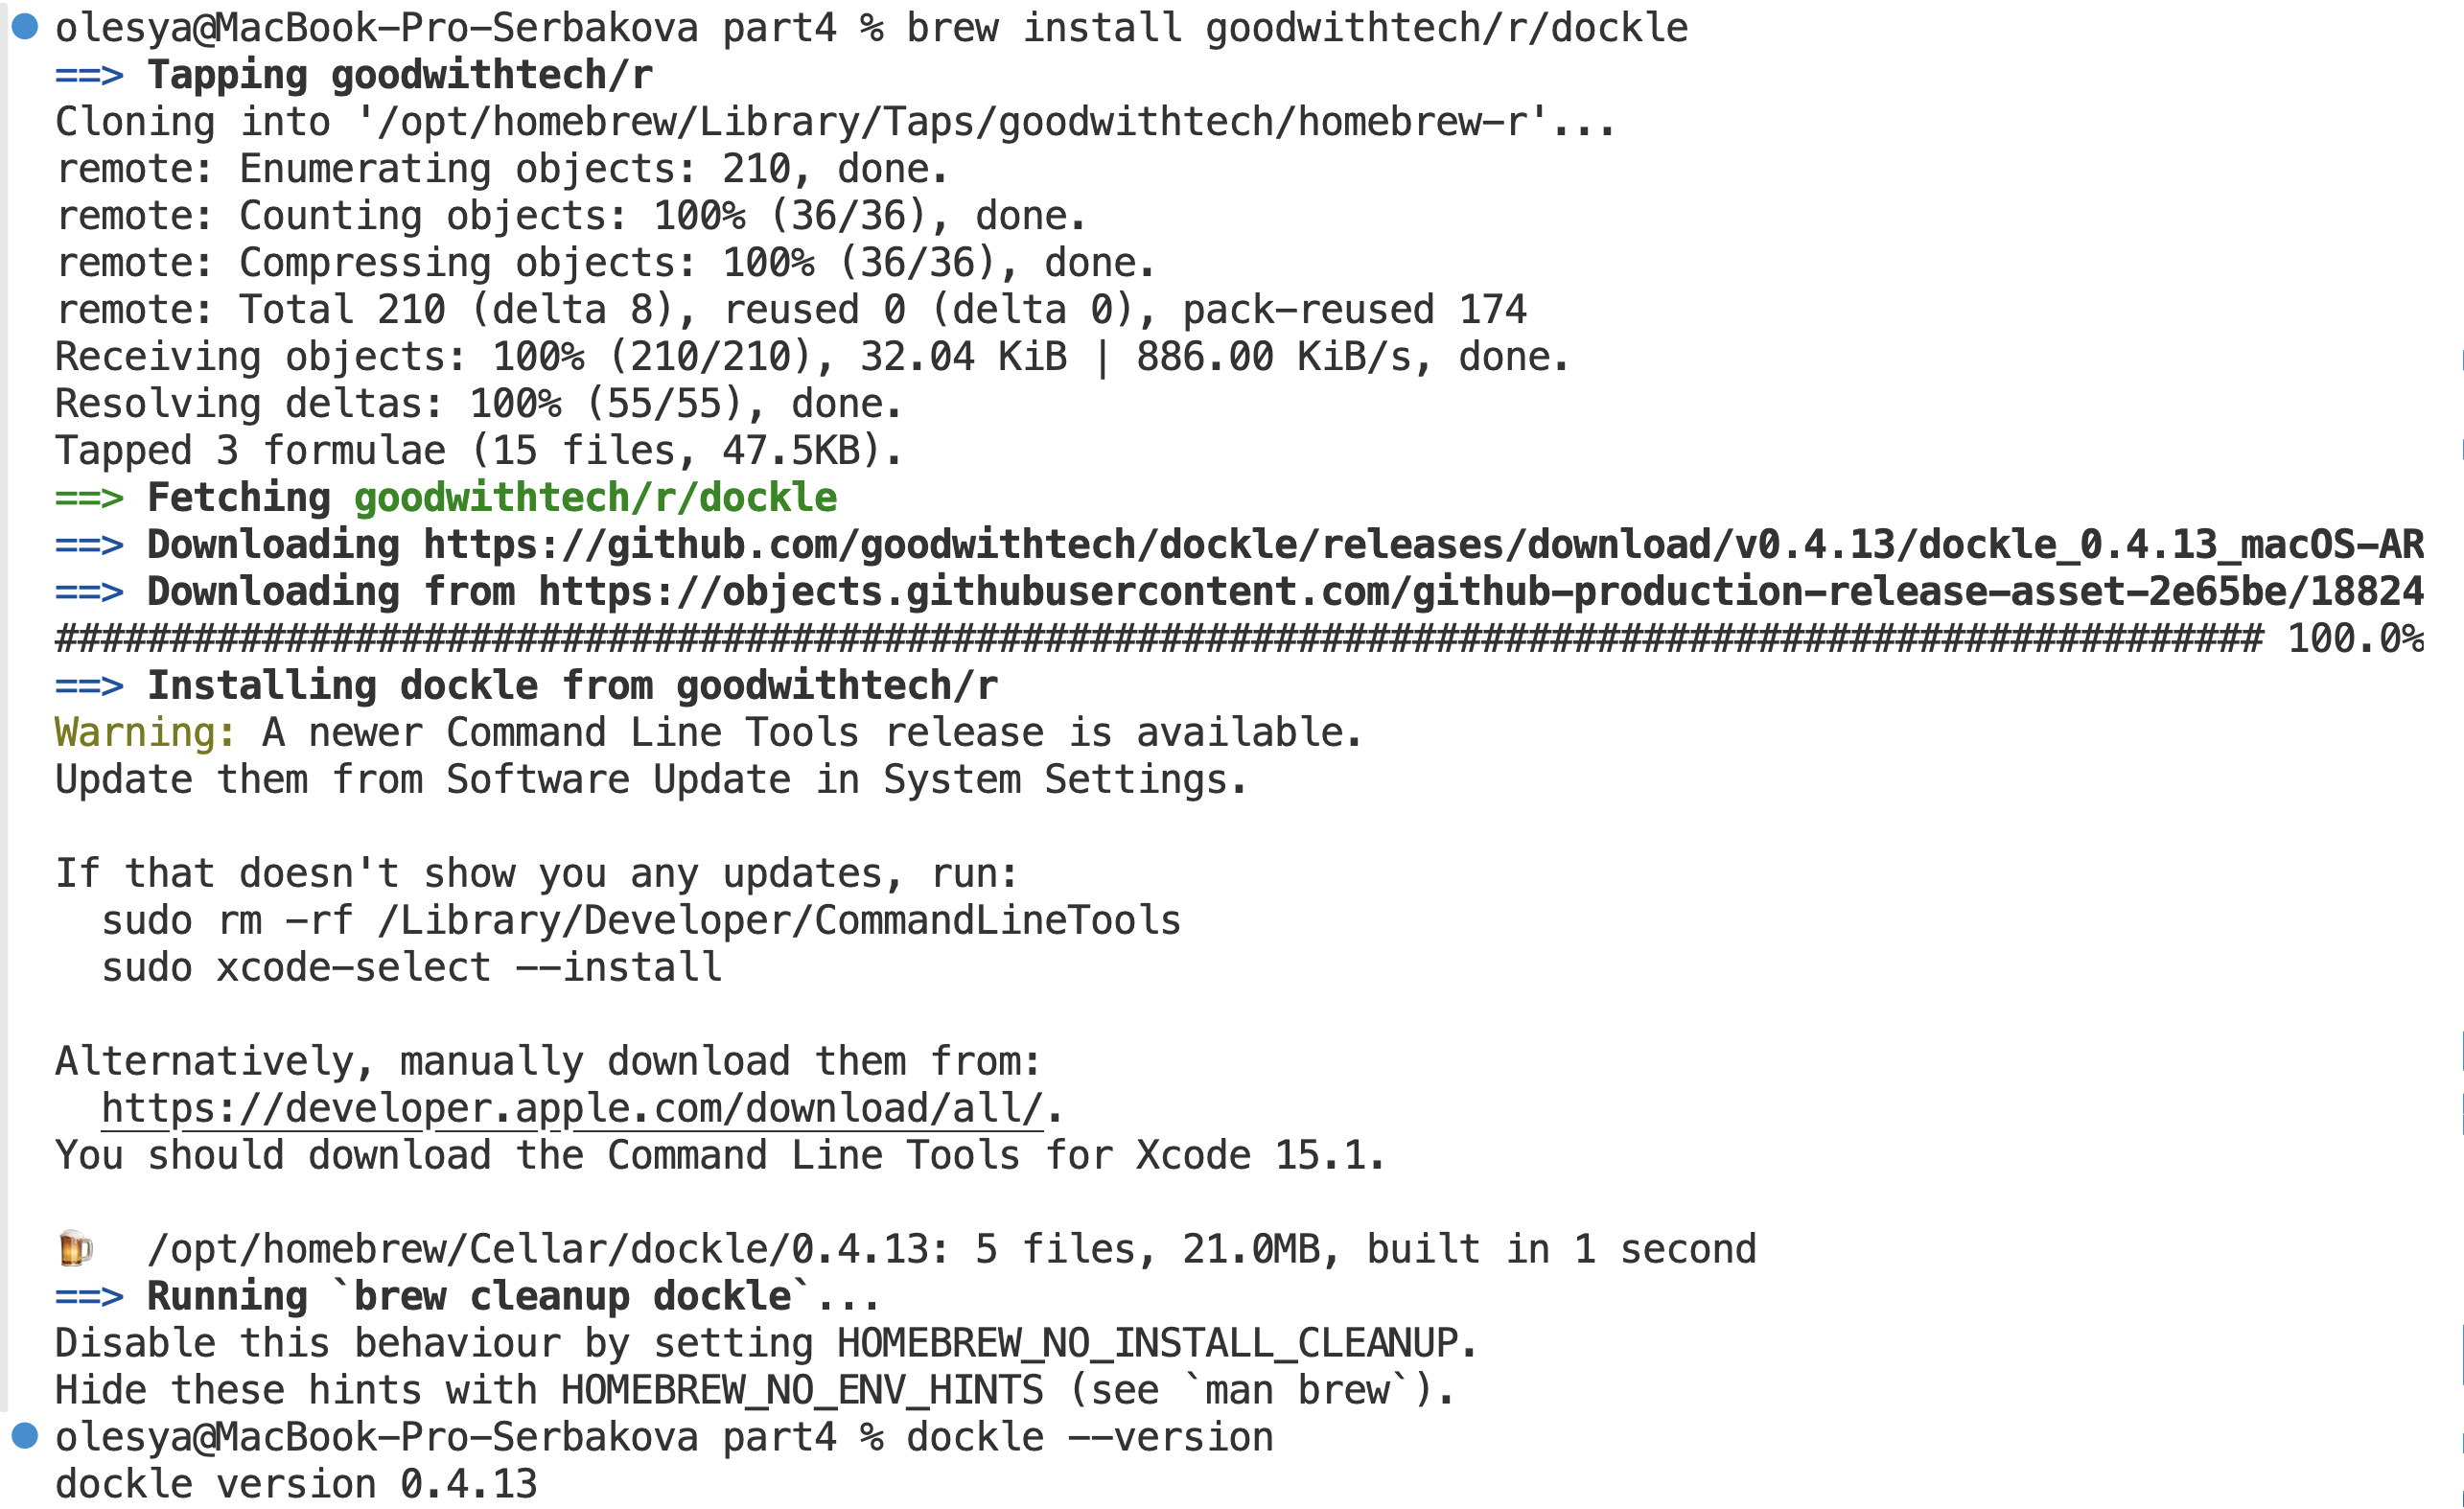 olesya@MacBook-Pro-Serbakova part4 % brew install goodwithtech/r/dockle
==> Tapping goodwithtech/r
Cloning into '/opt/homebrew/Library/Taps/goodwithtech/homebrew-r'...
remote: Enumerating objects: 210, done.
remote: Counting objects: 100% (36/36), done.
remote: Compressing objects: 100% (36/36), done.
remote: Total 210 (delta 8), reused 0 (delta 0), pack-reused 174
Receiving objects: 100% (210/210), 32.04 KiB | 886.00 KiB/s, done.
Resolving deltas: 100% (55/55), done.
Tapped 3 formulae (15 files, 47.5KB).
==> Fetching goodwithtech/r/dockle
==> Downloading https://github.com/goodwithtech/dockle/releases/download/v0.4.13/dockle_0.4.13_macOS-AR
==> Downloading from https://objects.githubusercontent.com/github-production-release-asset-2e65be/18824
################################################################################################ 100.0%
==> Installing dockle from goodwithtech/r
Warning: A newer Command Line Tools release is available.
Update them from Software Update in System Settings.
If that doesn't show you any updates, run:
  sudo rm -rf /Library/Developer/CommandLineTools
  sudo xcode-select --install
Alternatively, manually download them from:
  https://developer.apple.com/download/all/.
You should download the Command Line Tools for Xcode 15.1.
🍺  /opt/homebrew/Cellar/dockle/0.4.13: 5 files, 21.0MB, built in 1 second
==> Running `brew cleanup dockle`...
Disable this behaviour by setting HOMEBREW_NO_INSTALL_CLEANUP.
Hide these hints with HOMEBREW_NO_ENV_HINTS (see `man brew`).
olesya@MacBook-Pro-Serbakova part4 % dockle --version
dockle version 0.4.13